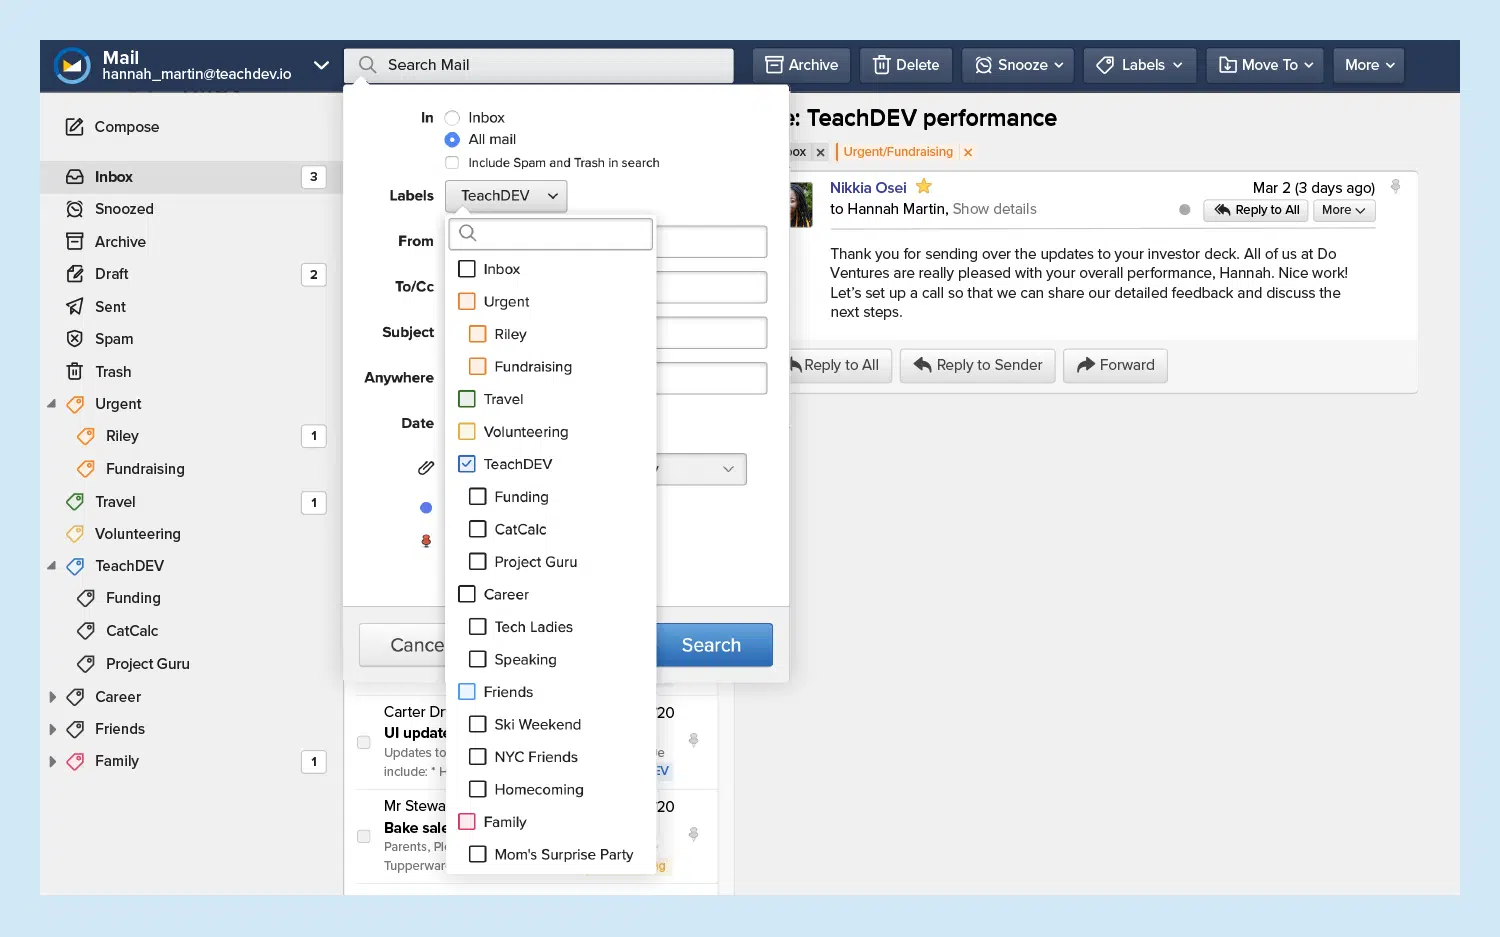 Mail
hannah_martin@teachdev.io
Search Mail
Archive
Delete
Snooze
Labels
Move To
More
Compose
Inbox 3
Snoozed
Archive
Draft 2
Sent
Spam
Trash
Urgent
Riley 1
Fundraising
Travel 1
Volunteering
TeachDEV
Funding
CatCalc
Project Guru
Career
Friends
Family 1
In
Inbox
All mail
Include Spam and Trash in search
Labels TeachDEV
From
To/Cc
Subject
Anywhere
Date
Inbox
Urgent
Riley
Fundraising
Travel
Volunteering
TeachDEV
Funding
CatCalc
Project Guru
Career
Tech Ladies
Speaking
Friends
Ski Weekend
NYC Friends
Homecoming
Family
Mom's Surprise Party
Cance
Search
Carter Dr /20
UI update
Updates to
include: * H EV
Mr Stewa /20
Bake sale
Parents, Pl
Tupperwar g
e: TeachDEV performance
box x Urgent/Fundraising x
Nikkia Osei Mar 2 (3 days ago)
to Hannah Martin, Show details Reply to All More
Thank you for sending over the updates to your investor deck. All of us at Do
Ventures are really pleased with your overall performance, Hannah. Nice work!
Let's set up a call so that we can share our detailed feedback and discuss the
next steps.
Reply to All
Reply to Sender
Forward